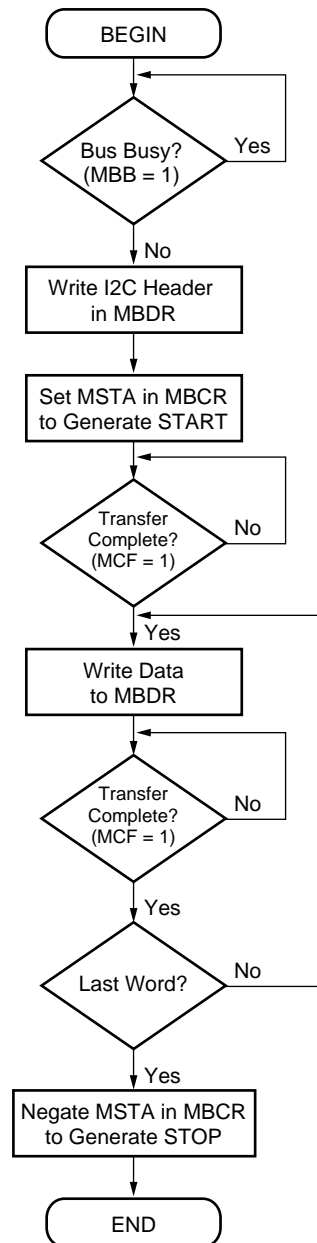 BEGIN
Bus Busy?
(MBB = 1)
Yes
No
Write I2C Header
in MBDR
Set MSTA in MBCR
to Generate START
Transfer
Complete?
(MCF = 1)
No
Yes
Write Data
to MBDR
Transfer
Complete?
(MCF = 1)
No
Yes
Last Word?
No
Yes
Negate MSTA in MBCR
to Generate STOP
END